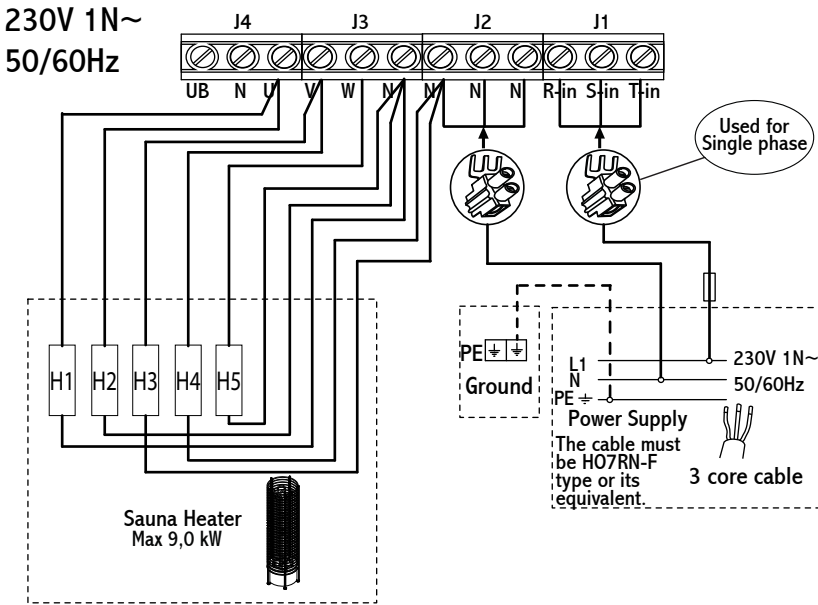 230V 1N~
50/60Hz
J4 J3 J2 J1
UB N U V W N N N N R-in S-in T-in
Used for
Single phase
H1 H2 H3 H4 H5
PE
Ground
L1
N
PE
230V 1N~
50/60Hz
Power Supply
The cable must
be HO7RN-F
type or its
equivalent.
3 core cable
Sauna Heater
Max 9,0 kW